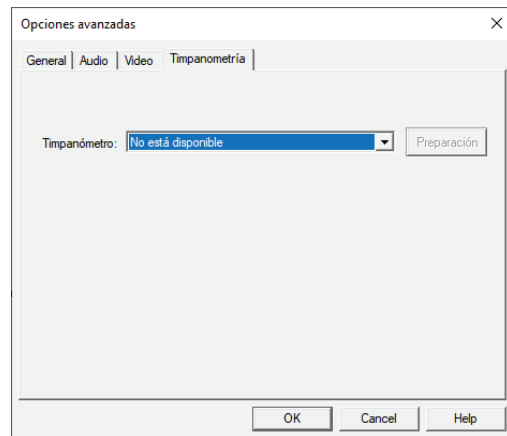 Opciones avanzadas
General Audio Video Timpanometría
Timpanómetro: No está disponible Preparación
OK Cancel Help